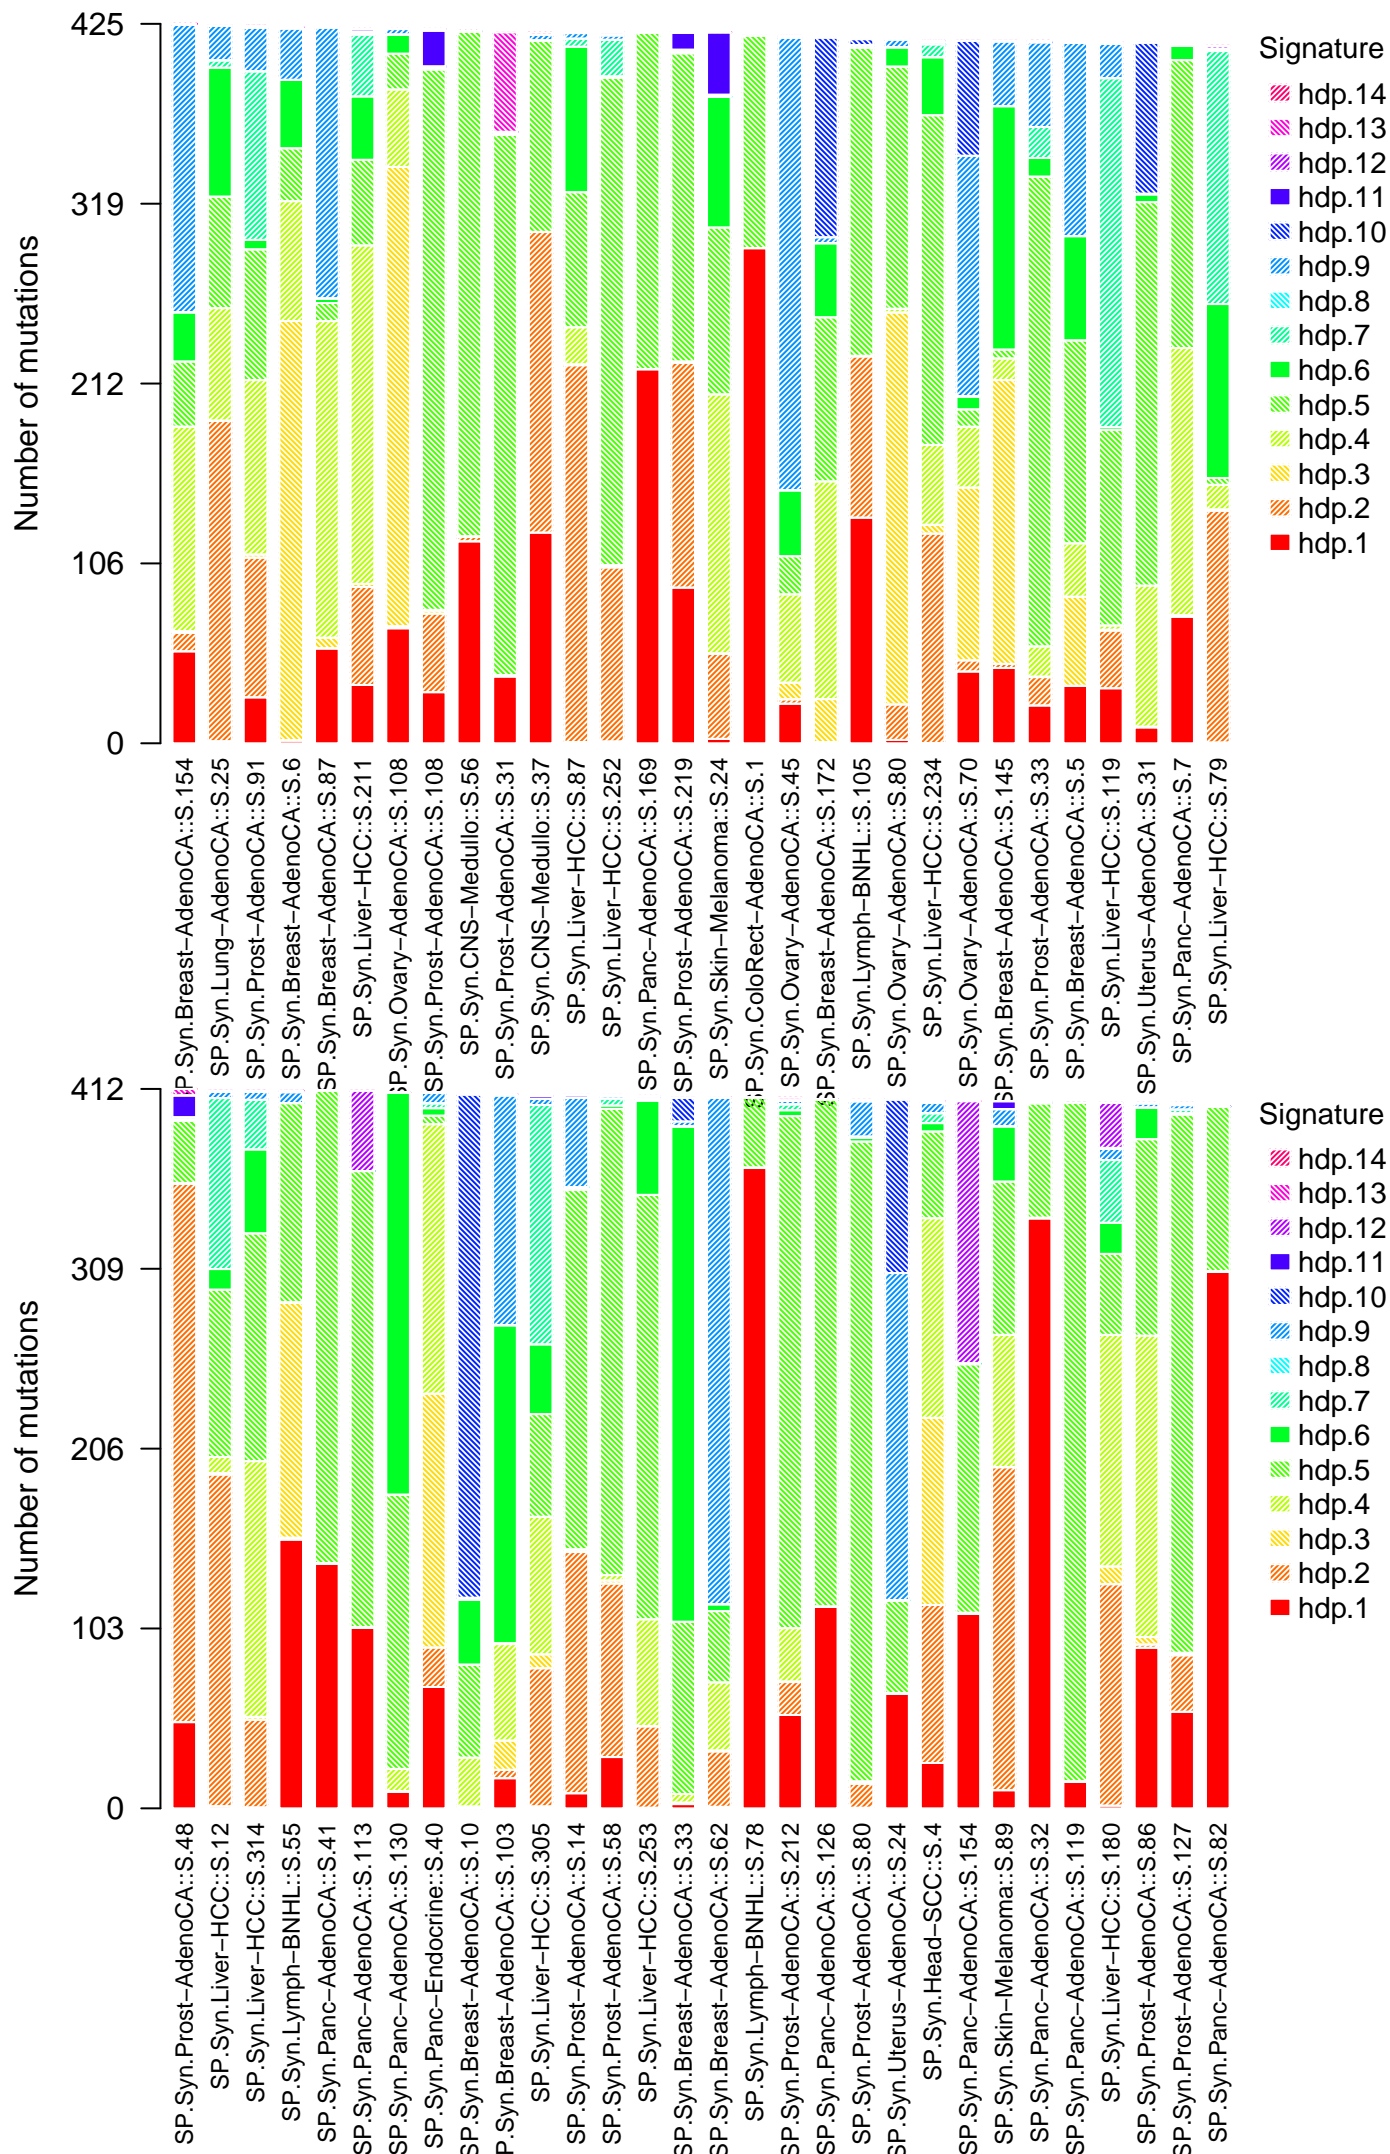 Number of mutations
425
319
212
106
0
Signature
hdp.14
hdp.13
hdp.12
hdp.11
hdp.10
hdp.9
hdp.8
hdp.7
hdp.6
hdp.5
hdp.4
hdp.3
hdp.2
hdp.1
SP.Syn.Breast−AdenoCA::S.154
SP.Syn.Lung−AdenoCA::S.25
SP.Syn.Prost−AdenoCA::S.91
SP.Syn.Breast−AdenoCA::S.6
SP.Syn.Breast−AdenoCA::S.87
SP.Syn.Liver−HCC::S.211
SP.Syn.Ovary−AdenoCA::S.108
SP.Syn.Prost−AdenoCA::S.108
SP.Syn.CNS−Medullo::S.56
SP.Syn.Prost−AdenoCA::S.31
SP.Syn.CNS−Medullo::S.37
SP.Syn.Liver−HCC::S.87
SP.Syn.Liver−HCC::S.252
SP.Syn.Panc−AdenoCA::S.169
SP.Syn.Prost−AdenoCA::S.219
SP.Syn.Skin−Melanoma::S.24
SP.Syn.ColoRect−AdenoCA::S.1
SP.Syn.Ovary−AdenoCA::S.45
SP.Syn.Breast−AdenoCA::S.172
SP.Syn.Lymph−BNHL::S.105
SP.Syn.Ovary−AdenoCA::S.80
SP.Syn.Liver−HCC::S.234
SP.Syn.Ovary−AdenoCA::S.70
SP.Syn.Breast−AdenoCA::S.145
SP.Syn.Prost−AdenoCA::S.33
SP.Syn.Breast−AdenoCA::S.5
SP.Syn.Liver−HCC::S.119
SP.Syn.Uterus−AdenoCA::S.31
SP.Syn.Panc−AdenoCA::S.7
SP.Syn.Liver−HCC::S.79
Number of mutations
412
309
206
103
0
Signature
hdp.14
hdp.13
hdp.12
hdp.11
hdp.10
hdp.9
hdp.8
hdp.7
hdp.6
hdp.5
hdp.4
hdp.3
hdp.2
hdp.1
SP.Syn.Prost−AdenoCA::S.48
SP.Syn.Liver−HCC::S.12
SP.Syn.Liver−HCC::S.314
SP.Syn.Lymph−BNHL::S.55
SP.Syn.Panc−AdenoCA::S.41
SP.Syn.Panc−AdenoCA::S.113
SP.Syn.Panc−AdenoCA::S.130
SP.Syn.Panc−Endocrine::S.40
SP.Syn.Breast−AdenoCA::S.10
SP.Syn.Breast−AdenoCA::S.103
SP.Syn.Liver−HCC::S.305
SP.Syn.Prost−AdenoCA::S.14
SP.Syn.Prost−AdenoCA::S.58
SP.Syn.Liver−HCC::S.253
SP.Syn.Breast−AdenoCA::S.33
SP.Syn.Breast−AdenoCA::S.62
SP.Syn.Lymph−BNHL::S.78
SP.Syn.Prost−AdenoCA::S.212
SP.Syn.Panc−AdenoCA::S.126
SP.Syn.Prost−AdenoCA::S.80
SP.Syn.Uterus−AdenoCA::S.24
SP.Syn.Head−SCC::S.4
SP.Syn.Panc−AdenoCA::S.154
SP.Syn.Skin−Melanoma::S.89
SP.Syn.Panc−AdenoCA::S.32
SP.Syn.Panc−AdenoCA::S.119
SP.Syn.Liver−HCC::S.180
SP.Syn.Prost−AdenoCA::S.86
SP.Syn.Prost−AdenoCA::S.127
SP.Syn.Panc−AdenoCA::S.82